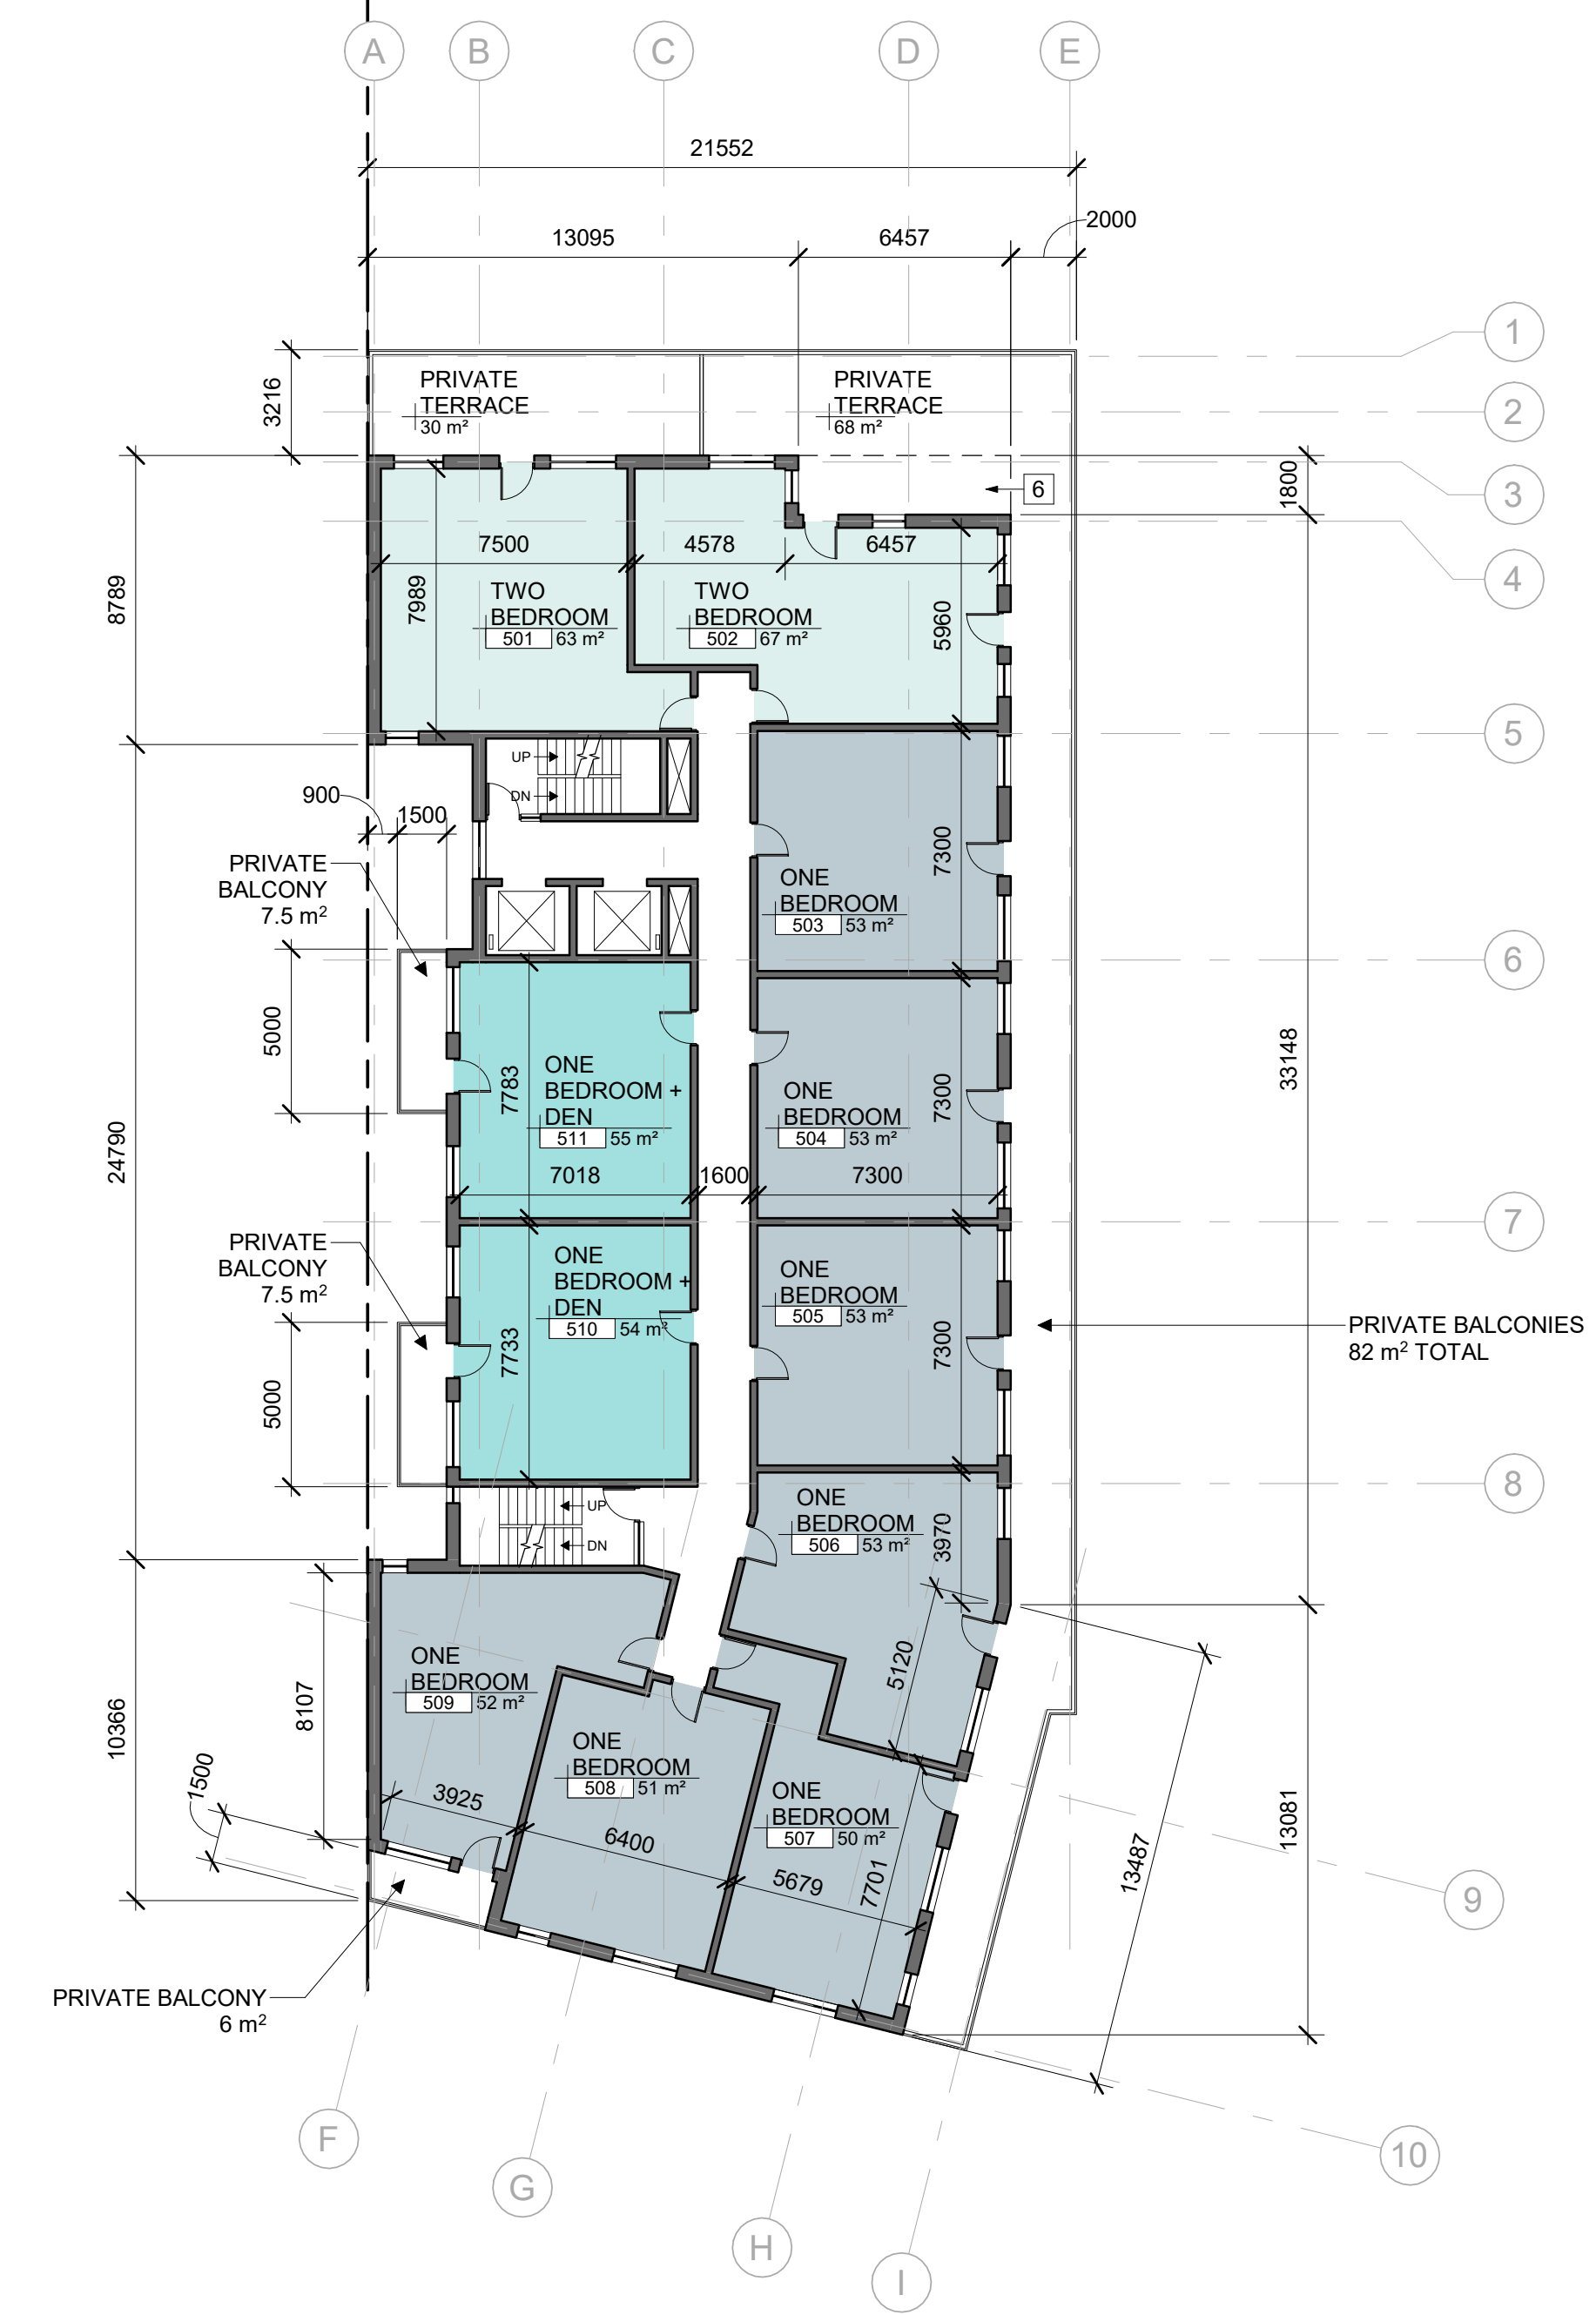 A
B
C
D
E
21552
2000
13095
6457
1
2
3
4
3216
PRIVATE
TERRACE
30 m²
PRIVATE
TERRACE
68 m²
6
1800
8789
7500
4578
6457
7989
TWO
BEDROOM
501 63 m²
TWO
BEDROOM
502 67 m²
5960
5
UP
DN
900
1500
PRIVATE
BALCONY
7.5 m²
7300
ONE
BEDROOM
503 53 m²
6
5000
7783
ONE
BEDROOM +
DEN
511 55 m²
ONE
BEDROOM
504 53 m²
7300
33148
24790
7018
1600
7300
7
PRIVATE
BALCONY
7.5 m²
ONE
BEDROOM +
DEN
510 54 m²
7733
ONE
BEDROOM
505 53 m²
7300
PRIVATE BALCONIES
82 m² TOTAL
5000
8
UP
DN
ONE
BEDROOM
506 53 m²
3970
5120
ONE
BEDROOM
509 52 m²
8107
10366
1500
3925
ONE
BEDROOM
508 51 m²
6400
ONE
BEDROOM
507 50 m²
5679
7701
13487
13081
9
PRIVATE BALCONY
6 m²
F
G
H
I
10